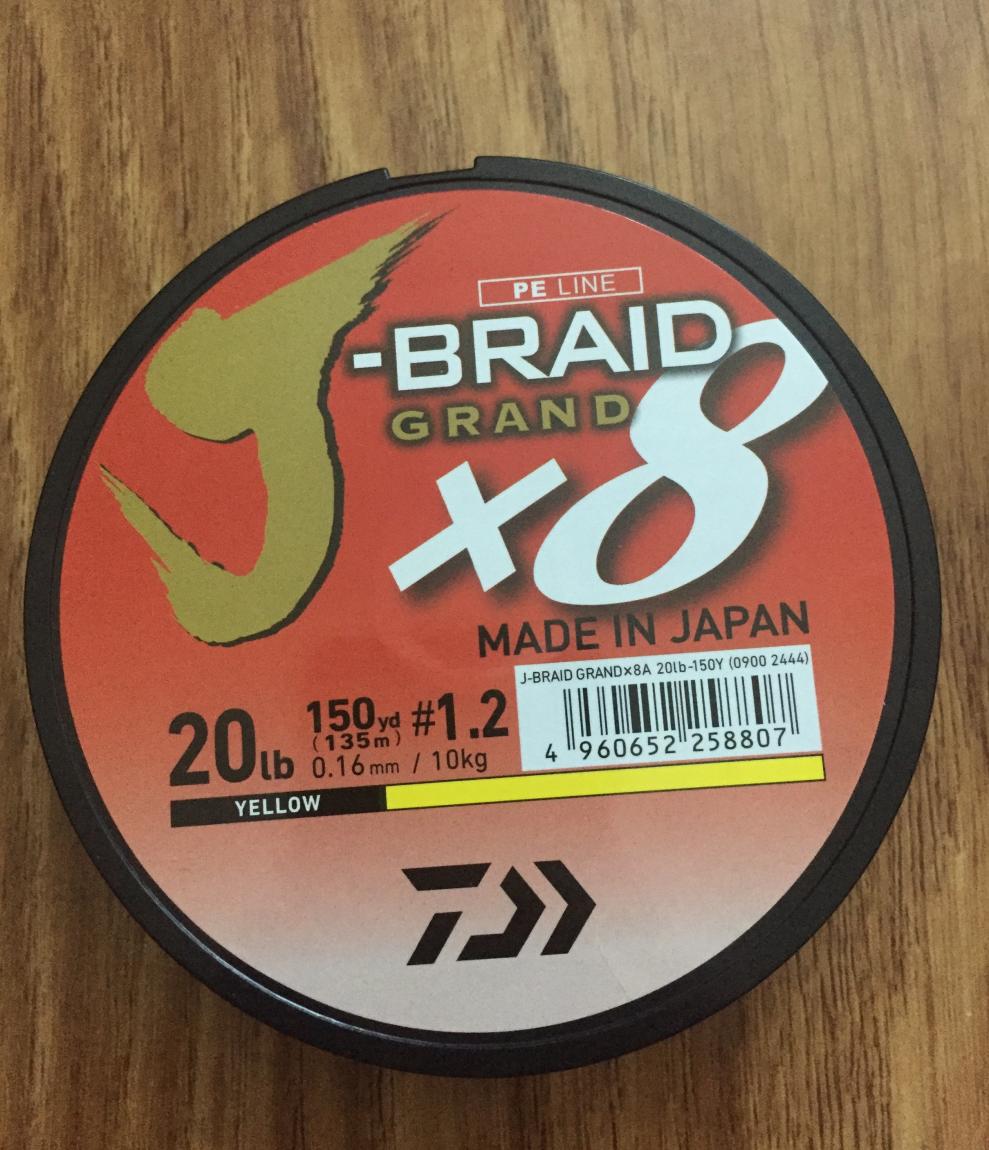 PE LINE
J-BRAID
GRAND
×8
MADE IN JAPAN
J-BRAID GRAND×8A 20lb-150Y (0900 2444)
4 960652 258807
20lb
150yd
(135m)
#1.2
0.16mm / 10kg
YELLOW